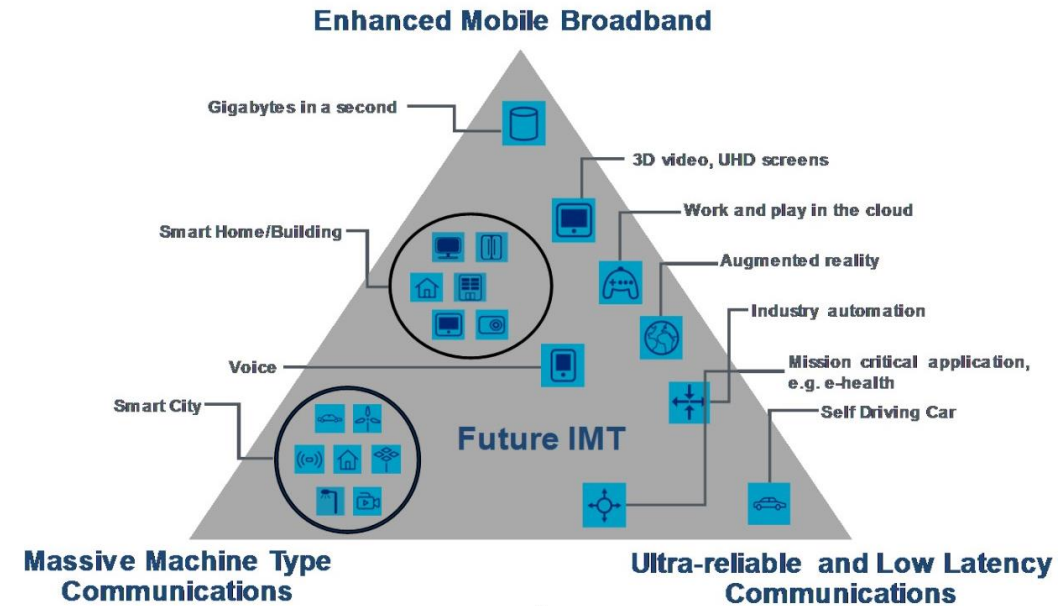 Enhanced Mobile Broadband
Gigabytes in a second
3D video, UHD screens
Work and play in the cloud
Smart Home/Building
Augmented reality
Industry automation
Voice
Mission critical application,
e.g. e-health
Smart City
Self Driving Car
Future IMT
Massive Machine Type
Communications
Ultra-reliable and Low Latency
Communications